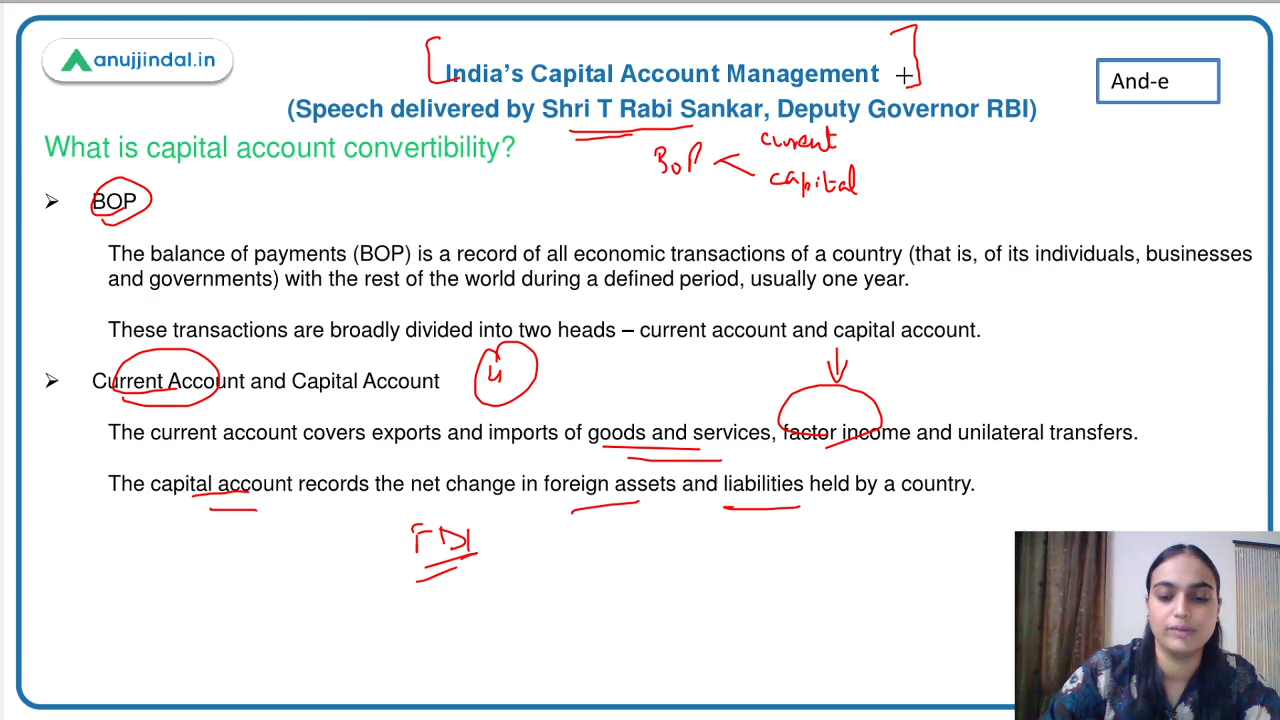 anujjindal.in
India's Capital Account Management
(Speech delivered by Shri T Rabi Sankar, Deputy Governor RBI)
And-e
What is capital account convertibility?
BOP < current
capital
➢ BOP
The balance of payments (BOP) is a record of all economic transactions of a country (that is, of its individuals, businesses
and governments) with the rest of the world during a defined period, usually one year.
These transactions are broadly divided into two heads – current account and capital account.
➢ Current Account and Capital Account
4
The current account covers exports and imports of goods and services, factor income and unilateral transfers.
The capital account records the net change in foreign assets and liabilities held by a country.
FDI